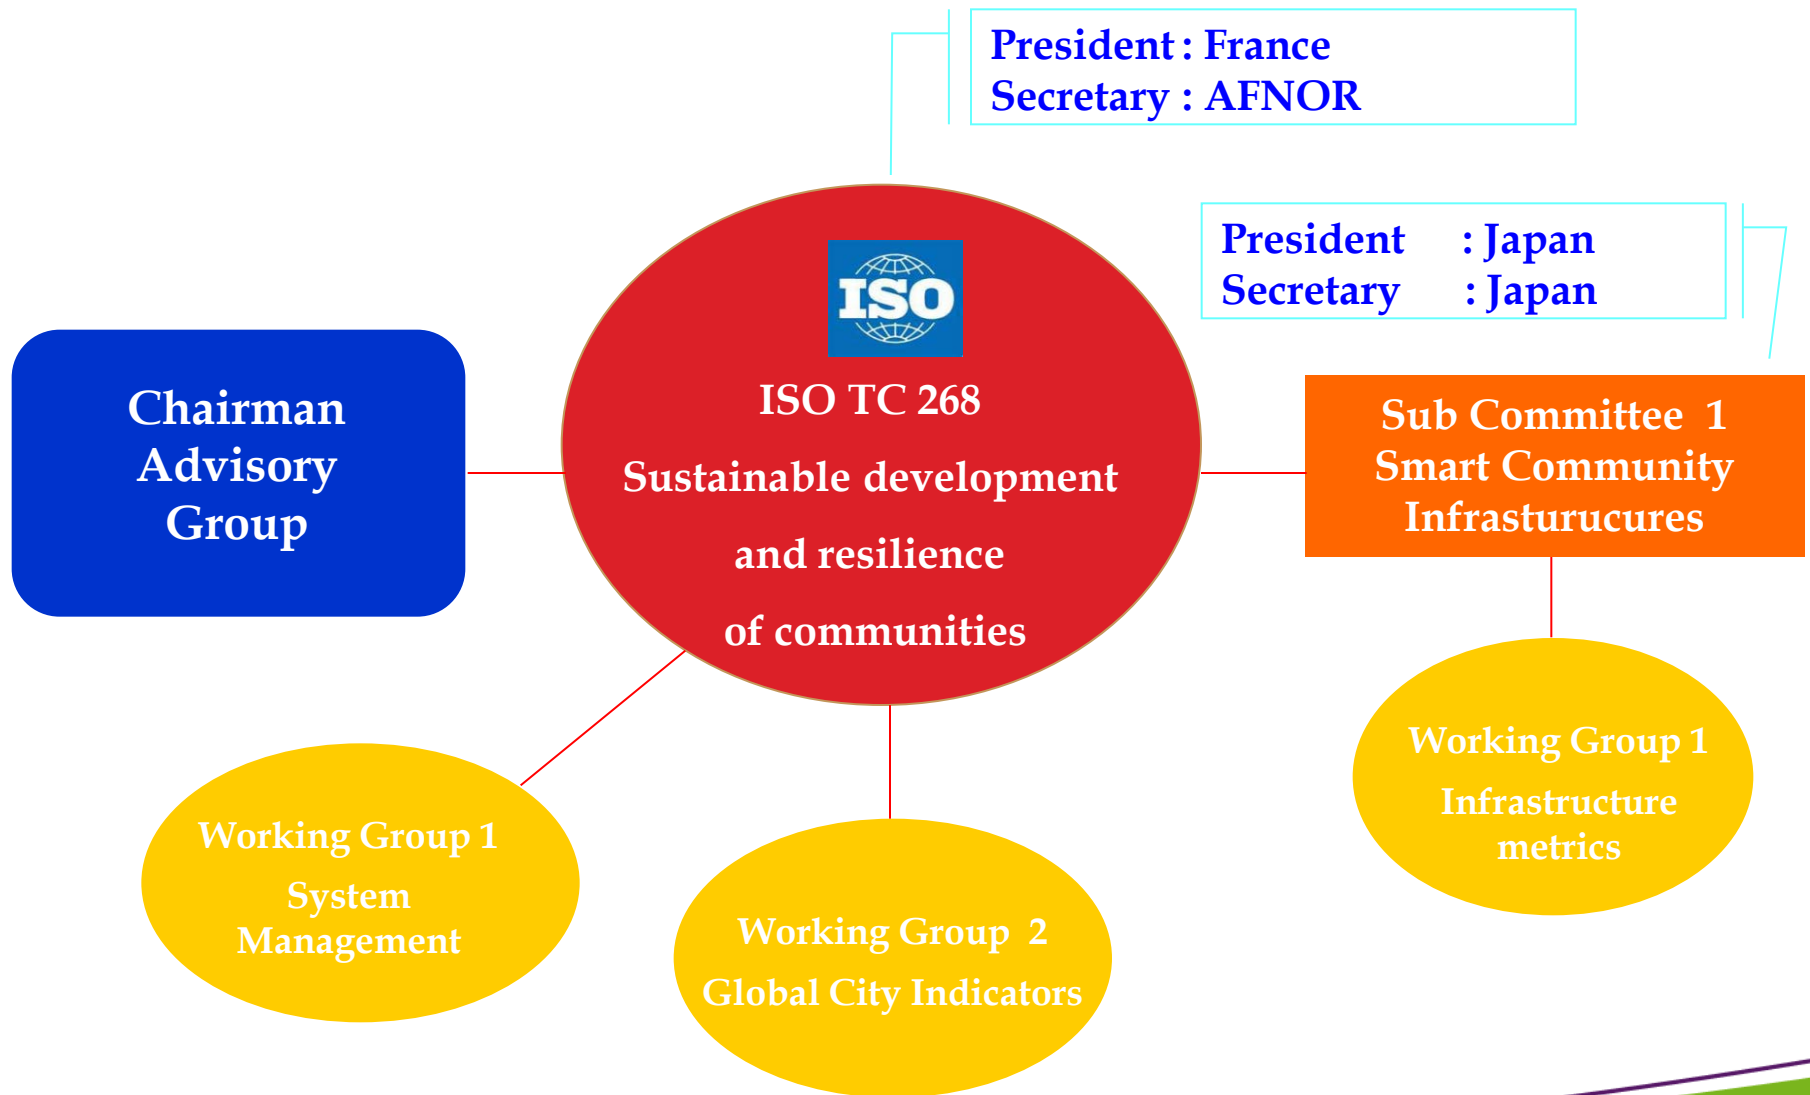 President : France
Secretary : AFNOR
President : Japan
Secretary : Japan
ISO
ISO TC 268
Sustainable development
and resilience
of communities
Chairman
Advisory
Group
Sub Committee 1
Smart Community
Infrasturucures
Working Group 1
System
Management
Working Group 2
Global City Indicators
Working Group 1
Infrastructure
metrics